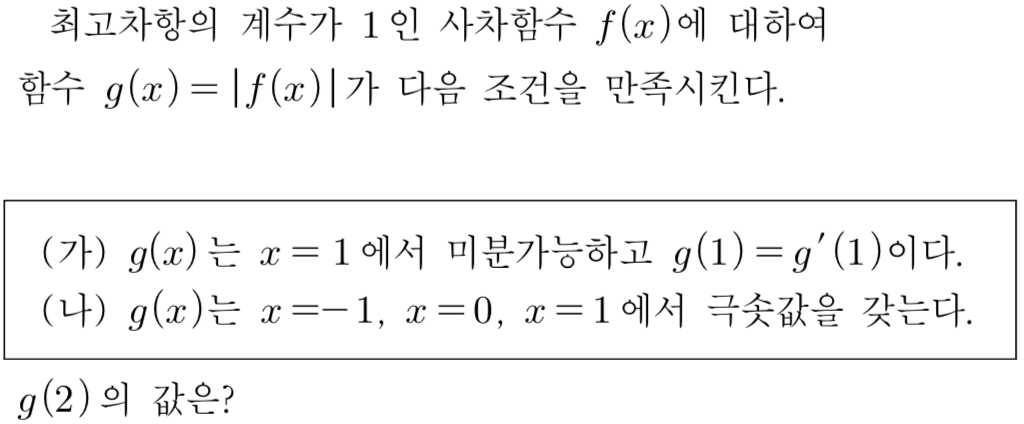 최고차항의 계수가 1인 사차함수 f(x)에 대하여
함수 g(x)=|f(x)|가 다음 조건을 만족시킨다.
(가) g(x)는 x=1에서 미분가능하고 g(1)=g′(1)이다.
(나) g(x)는 x=-1, x=0, x=1에서 극솟값을 갖는다.
g(2)의 값은?